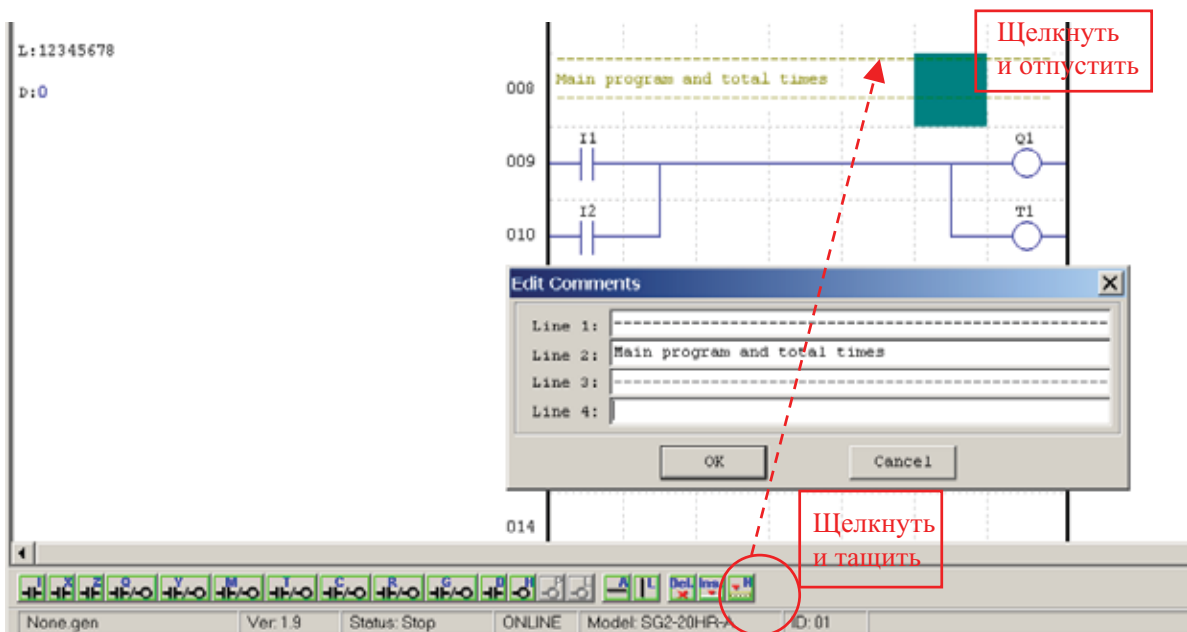 L:12345678
D:0
Щелкнуть
и отпустить
008
Main program and total times
009
I1
Q1
010
I2
T1
Edit Comments
Line 1: ------------------------------------------------
Line 2: Main program and total times
Line 3: ------------------------------------------------
Line 4:
OK
Cancel
014
Щелкнуть
и тащить
I X Z Q Y M T C R G D H P L A L Del Ins H
None.gen
Ver: 1.9
Status: Stop
ONLINE
Model: SG2-20HR-A
ID: 01